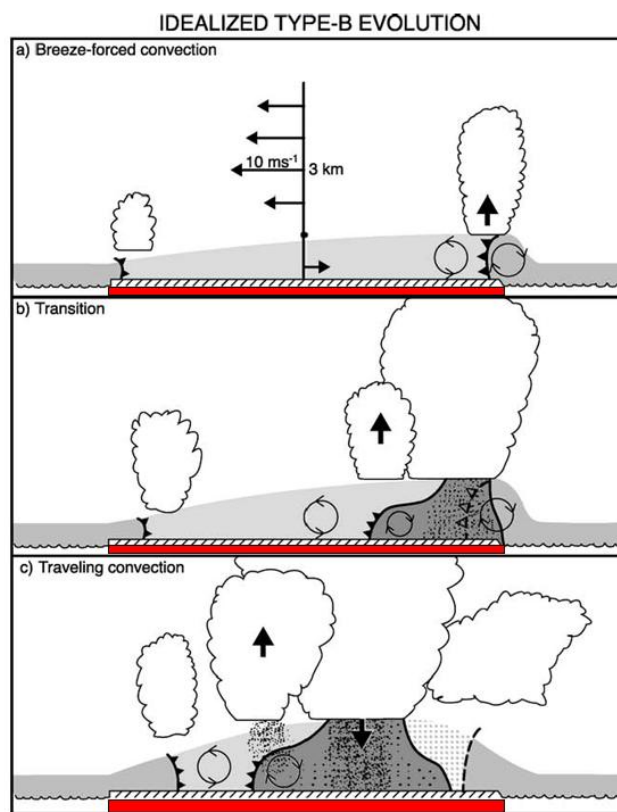 IDEALIZED TYPE-B EVOLUTION
a) Breeze-forced convection
10 ms⁻¹ 3 km
b) Transition
c) Traveling convection